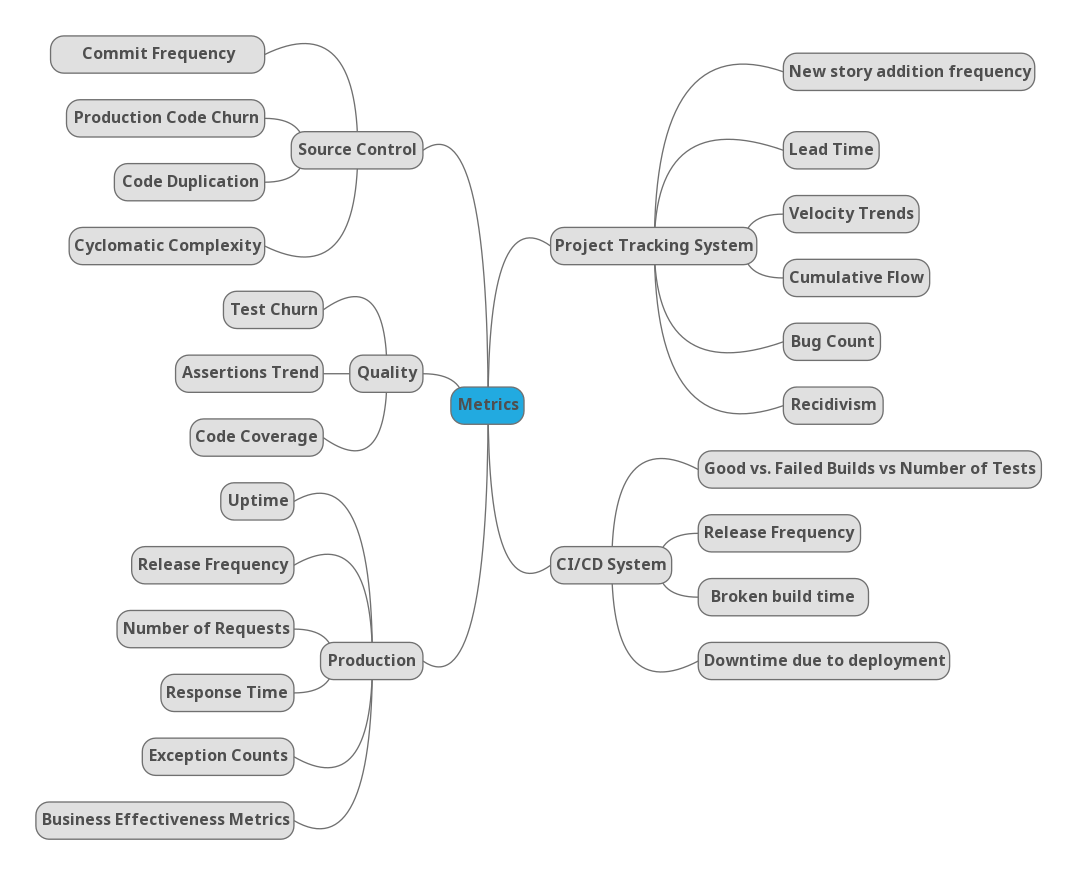 Commit Frequency
Production Code Churn
Source Control
Code Duplication
Cyclomatic Complexity
Test Churn
Assertions Trend
Quality
Code Coverage
Metrics
Uptime
Release Frequency
Number of Requests
Production
Response Time
Exception Counts
Business Effectiveness Metrics
New story addition frequency
Lead Time
Velocity Trends
Project Tracking System
Cumulative Flow
Bug Count
Recidivism
Good vs. Failed Builds vs Number of Tests
Release Frequency
CI/CD System
Broken build time
Downtime due to deployment